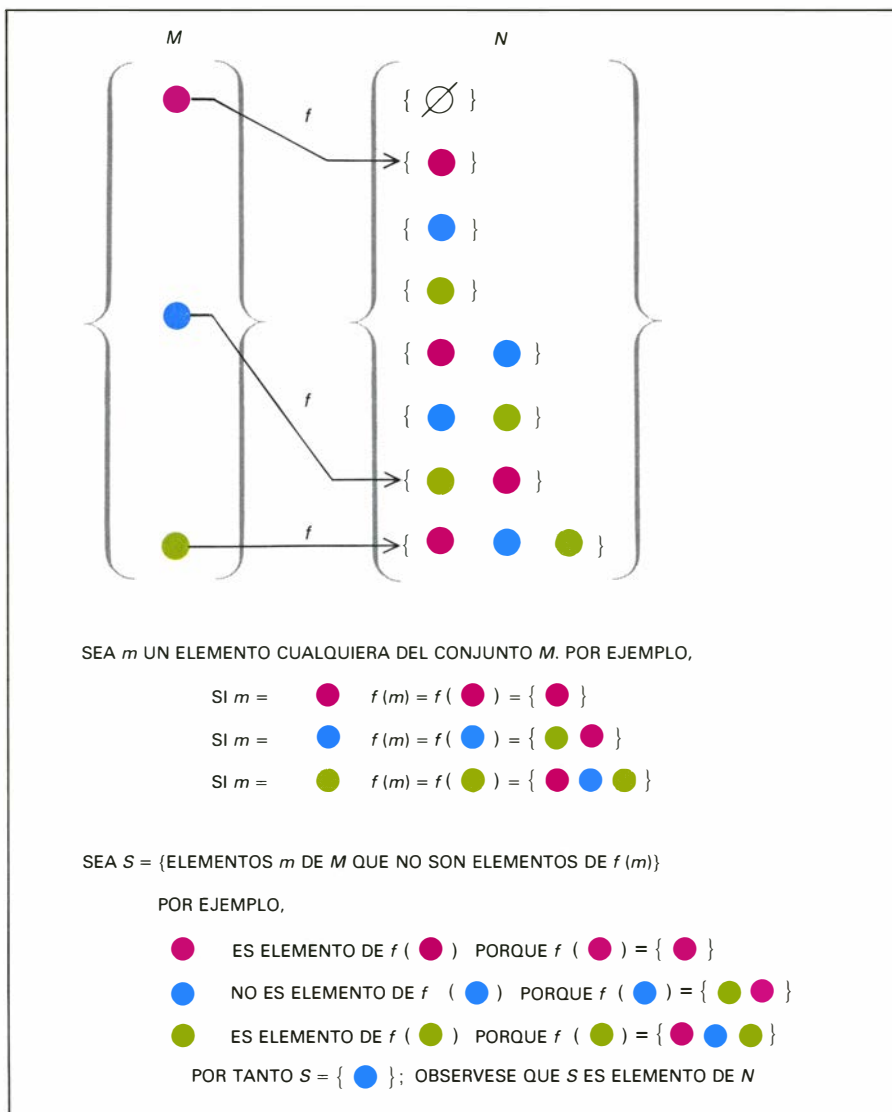 M N
{ ∅ }
f
{ }
{ }
{ }
{ }
f
{ }
{ }
f
{ }
SEA m UN ELEMENTO CUALQUIERA DEL CONJUNTO M. POR EJEMPLO,
SI m = f (m) = f ( ) = { }
SI m = f (m) = f ( ) = { }
SI m = f (m) = f ( ) = { }
SEA S = {ELEMENTOS m DE M QUE NO SON ELEMENTOS DE f (m)}
POR EJEMPLO,
ES ELEMENTO DE f ( ) PORQUE f ( ) = { }
NO ES ELEMENTO DE f ( ) PORQUE f ( ) = { }
ES ELEMENTO DE f ( ) PORQUE f ( ) = { }
POR TANTO S = { }; OBSERVESE QUE S ES ELEMENTO DE N